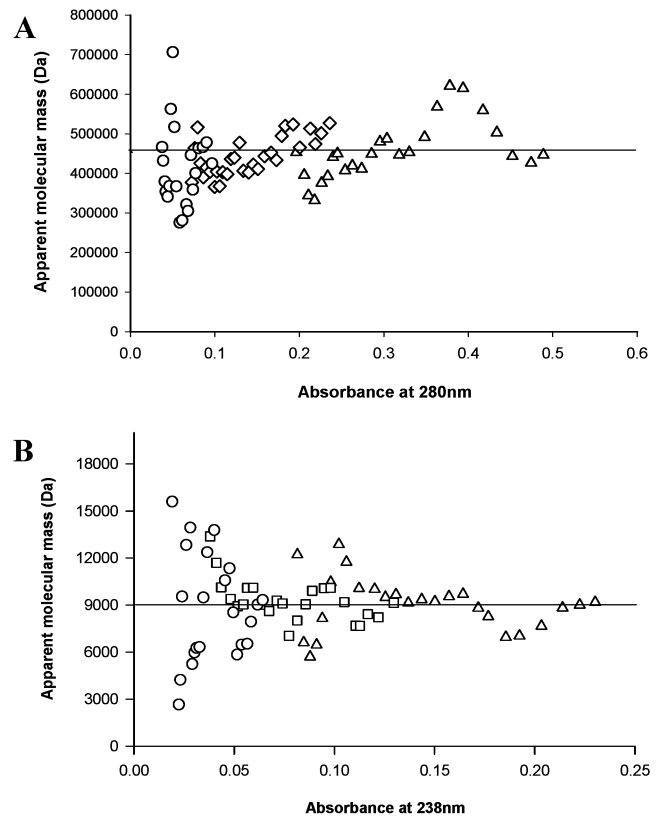 A
800000
700000
600000
500000
400000
300000
200000
100000
0
Apparent molecular mass (Da)
0.0 0.1 0.2 0.3 0.4 0.5 0.6
Absorbance at 280nm
B
18000
15000
12000
9000
6000
3000
0
Apparent molecular mass (Da)
0.00 0.05 0.10 0.15 0.20 0.25
Absorbance at 238nm